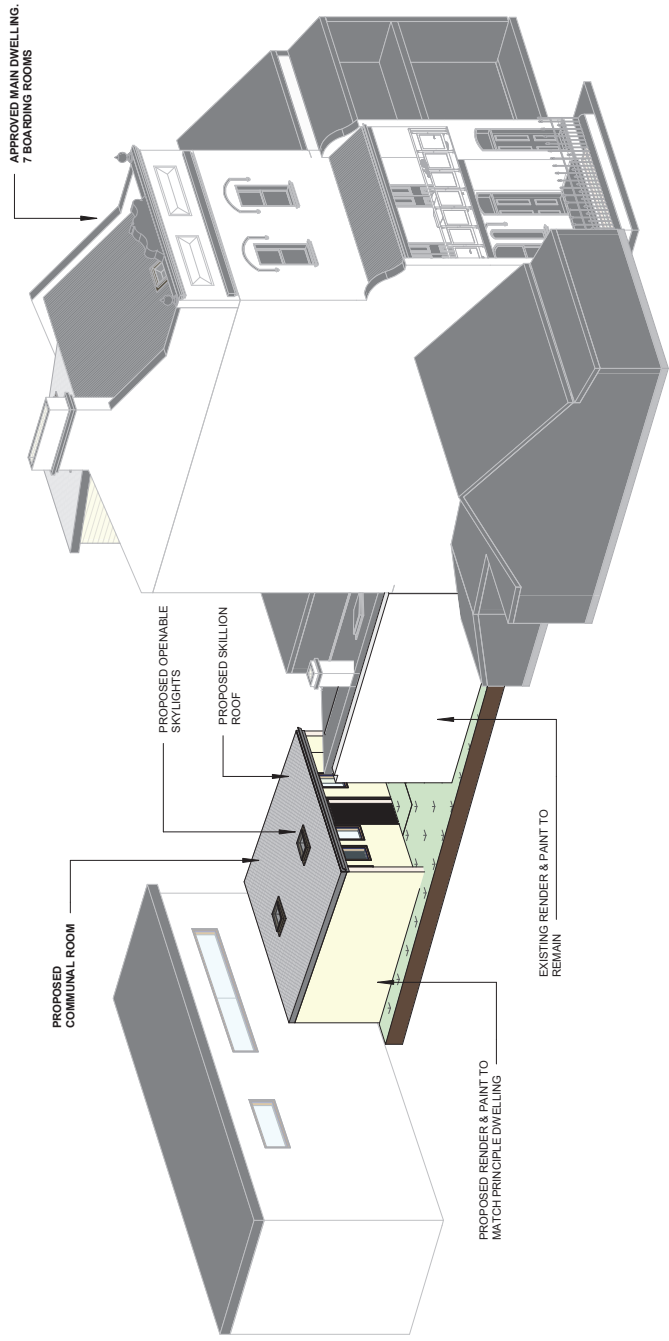 APPROVED MAIN DWELLING.
7 BOARDING ROOMS
PROPOSED OPENABLE
SKYLIGHTS
PROPOSED SKILLION
ROOF
PROPOSED
COMMUNAL ROOM
EXISTING RENDER & PAINT TO
REMAIN
PROPOSED RENDER & PAINT TO
MATCH PRINCIPLE DWELLING